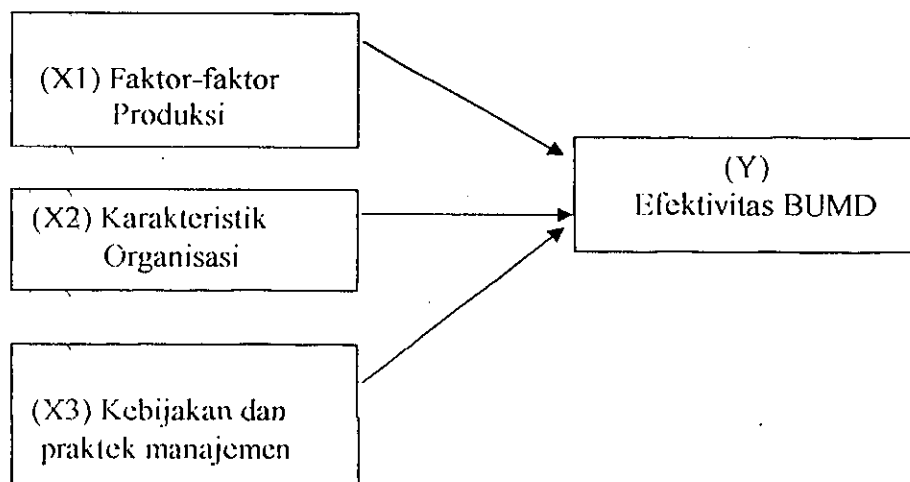 (X1) Faktor-faktor
Produksi
(X2) Karakteristik
Organisasi
(X3) Kebijakan dan
praktek manajemen
(Y)
Efektivitas BUMD